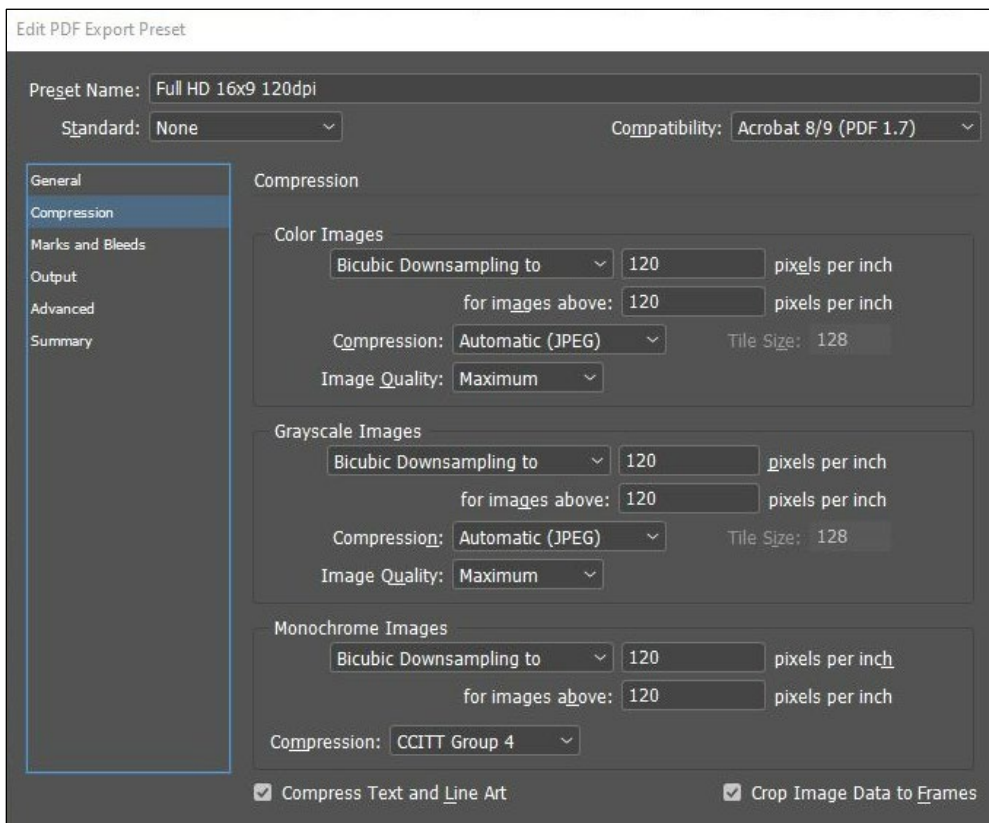 Edit PDF Export Preset
Preset Name: Full HD 16x9 120dpi
Standard: None Compatibility: Acrobat 8/9 (PDF 1.7)
General
Compression
Marks and Bleeds
Output
Advanced
Summary
Compression
Color Images
Bicubic Downsampling to 120 pixels per inch
for images above: 120 pixels per inch
Compression: Automatic (JPEG) Tile Size: 128
Image Quality: Maximum
Grayscale Images
Bicubic Downsampling to 120 pixels per inch
for images above: 120 pixels per inch
Compression: Automatic (JPEG) Tile Size: 128
Image Quality: Maximum
Monochrome Images
Bicubic Downsampling to 120 pixels per inch
for images above: 120 pixels per inch
Compression: CCITT Group 4
Compress Text and Line Art Crop Image Data to Frames